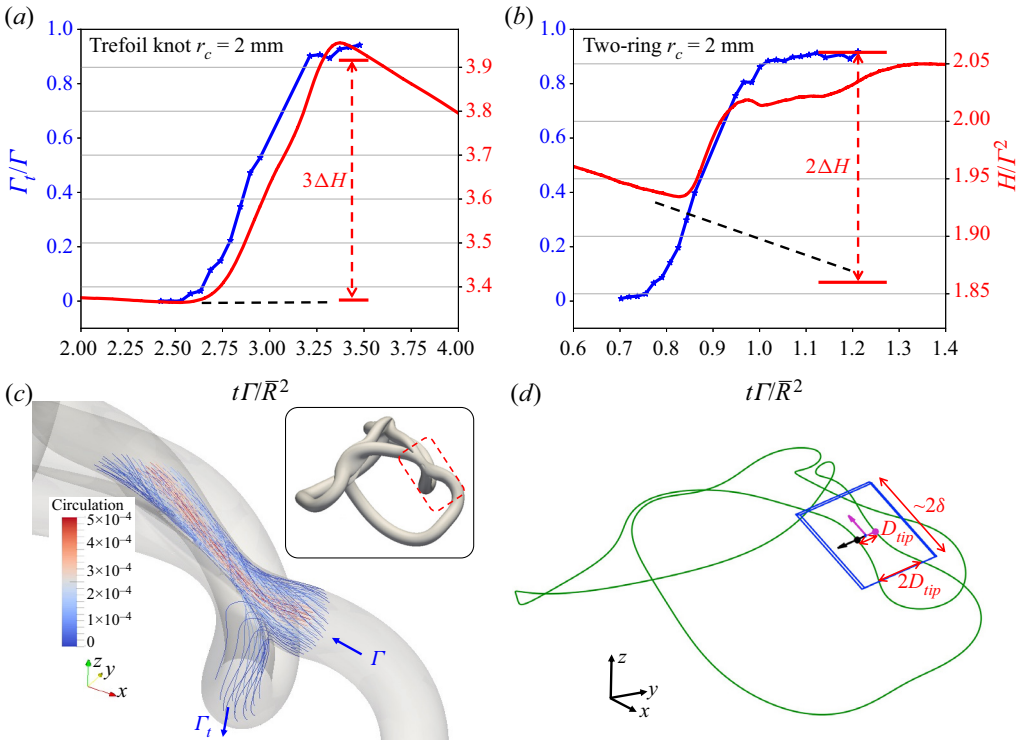 (a)
Trefoil knot r_c = 2 mm
Γ_t/Γ
1.0
0.8
0.6
0.4
0.2
0
3ΔH
3.9
3.8
3.7
3.6
3.5
3.4
2.00 2.25 2.50 2.75 3.00 3.25 3.50 3.75 4.00
tΓ/R̅²
(b)
Two-ring r_c = 2 mm
1.0
0.8
0.6
0.4
0.2
0
2ΔH
2.05
2.00
1.95
1.90
1.85
H/Γ²
0.6 0.7 0.8 0.9 1.0 1.1 1.2 1.3 1.4
tΓ/R̅²
(c)
Circulation
5×10⁻⁴
4×10⁻⁴
3×10⁻⁴
2×10⁻⁴
1×10⁻⁴
0
z
y
x
Γ
Γ_t
(d)
~2δ
D_tip
2D_tip
z
y
x